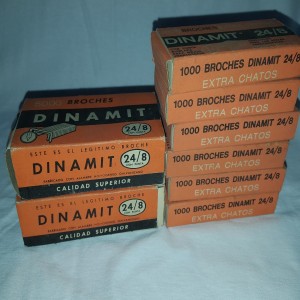 BROCHES
DINAMIT
24/8
ESTE ES EL LEGITIMO BROCHE
DINAMIT 24/8
CALIDAD SUPERIOR
ESTE ES EL LEGITIMO BROCHE
DINAMIT 24/8
CALIDAD SUPERIOR
DINAMIT 24/8
1000 BROCHES DINAMIT 24/8
EXTRA CHATOS
1000 BROCHES DINAMIT 24/8
EXTRA CHATOS
1000 BROCHES DINAMIT 24/8
EXTRA CHATOS
1000 BROCHES DINAMIT 24/8
EXTRA CHATOS
1000 BROCHES DINAMIT 24/8
EXTRA CHATOS
1000 BROCHES DINAMIT 24/8
EXTRA CHATOS